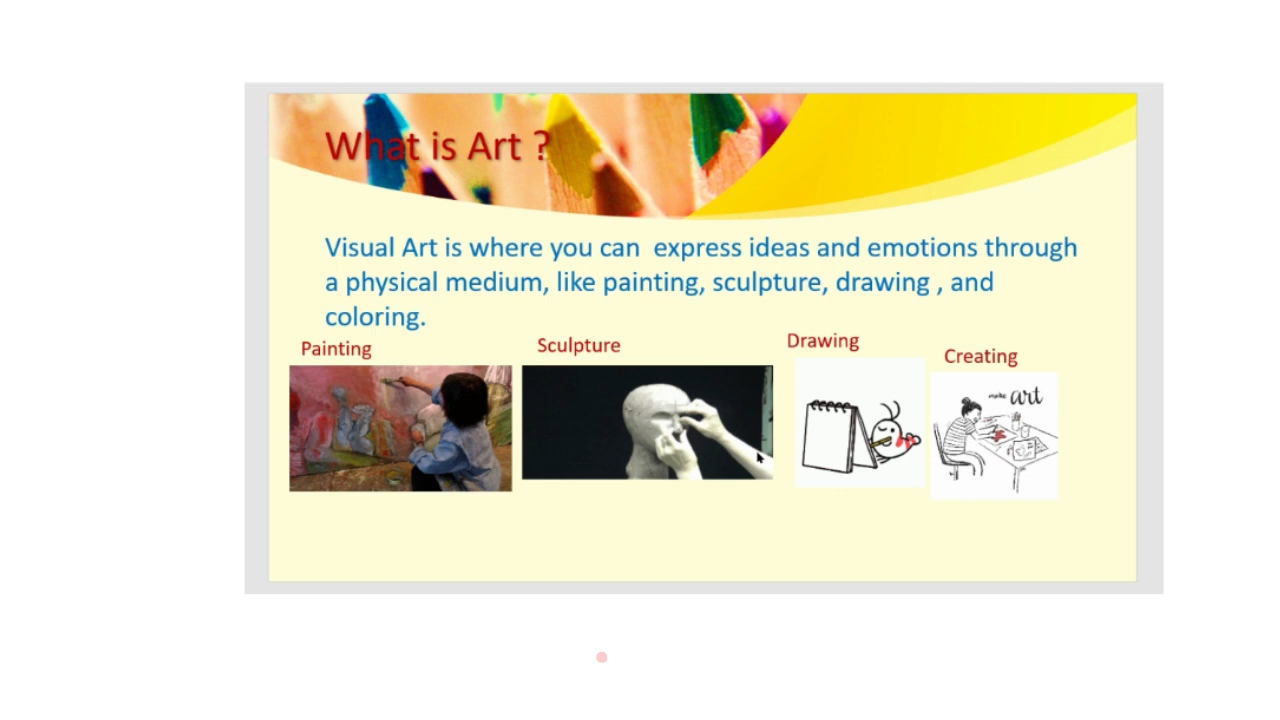 What is Art ?
Visual Art is where you can  express ideas and emotions through
a physical medium, like painting, sculpture, drawing , and
coloring.
Painting
Sculpture
Drawing
Creating
make art